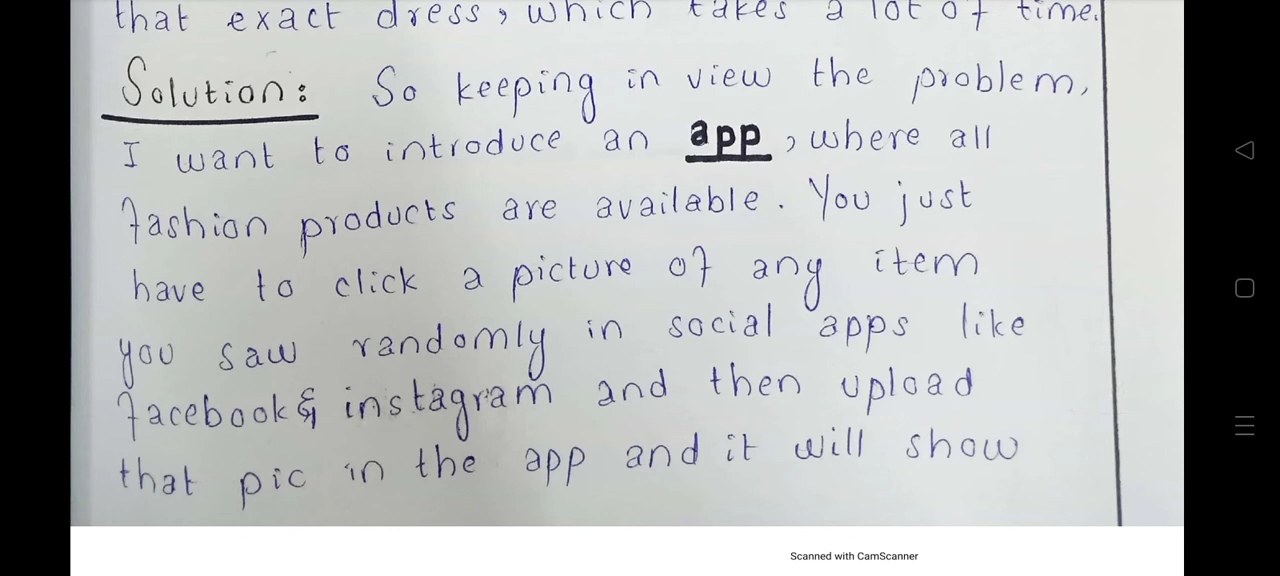 that exact dress, which takes a lot of time.
Solution: So keeping in view the problem,
I want to introduce an app, where all
fashion products are available. You just
have to click a picture of any item
you saw randomly in social apps like
facebook & instagram and then upload
that pic in the app and it will show
Scanned with CamScanner